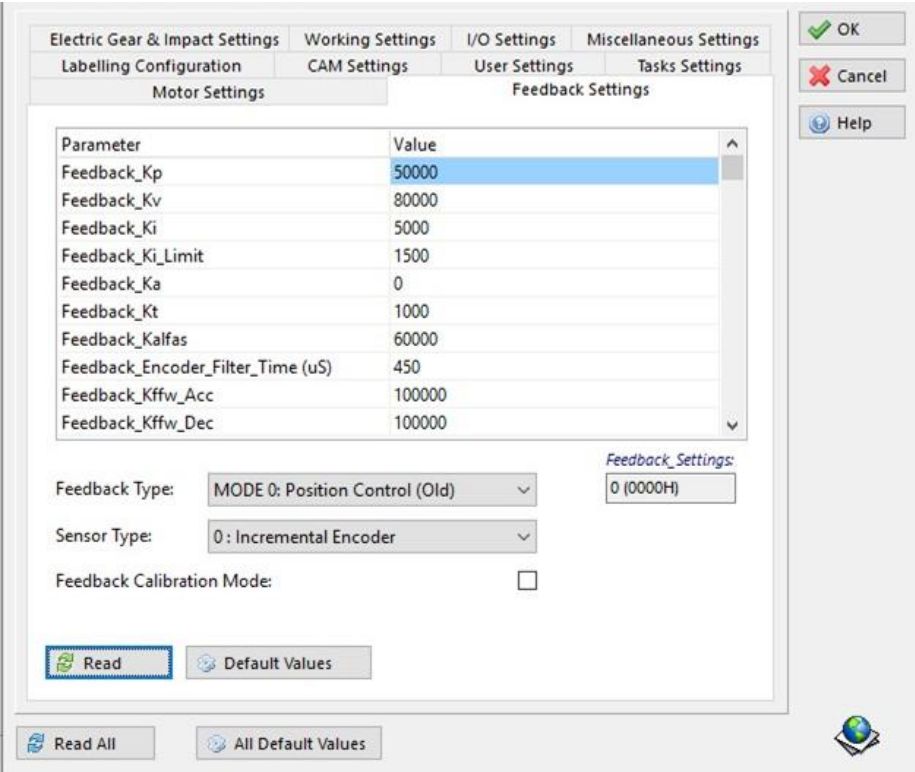 Electric Gear & Impact Settings Working Settings I/O Settings Miscellaneous Settings
Labelling Configuration CAM Settings User Settings Tasks Settings
Motor Settings Feedback Settings
OK
Cancel
Help
Parameter Value
Feedback_Kp 50000
Feedback_Kv 80000
Feedback_Ki 5000
Feedback_Ki_Limit 1500
Feedback_Ka 0
Feedback_Kt 1000
Feedback_Kalfas 60000
Feedback_Encoder_Filter_Time (uS) 450
Feedback_Kffw_Acc 100000
Feedback_Kffw_Dec 100000
Feedback_Settings:
Feedback Type: MODE 0: Position Control (Old) 0 (0000H)
Sensor Type: 0 : Incremental Encoder
Feedback Calibration Mode:
Read Default Values
Read All All Default Values